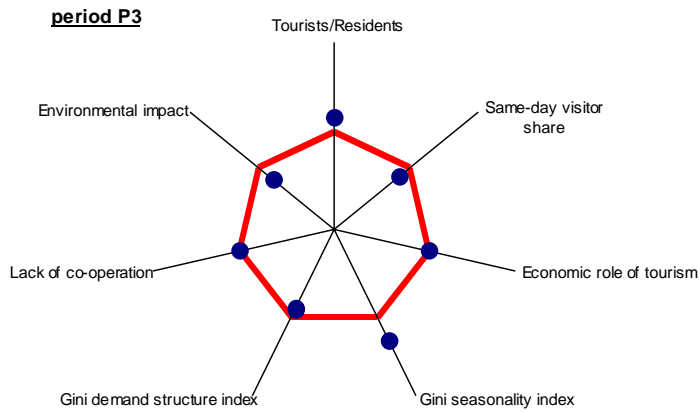 period P3
Tourists/Residents
Environmental impact
Same-day visitor
share
Lack of co-operation
Economic role of tourism
Gini demand structure index
Gini seasonality index